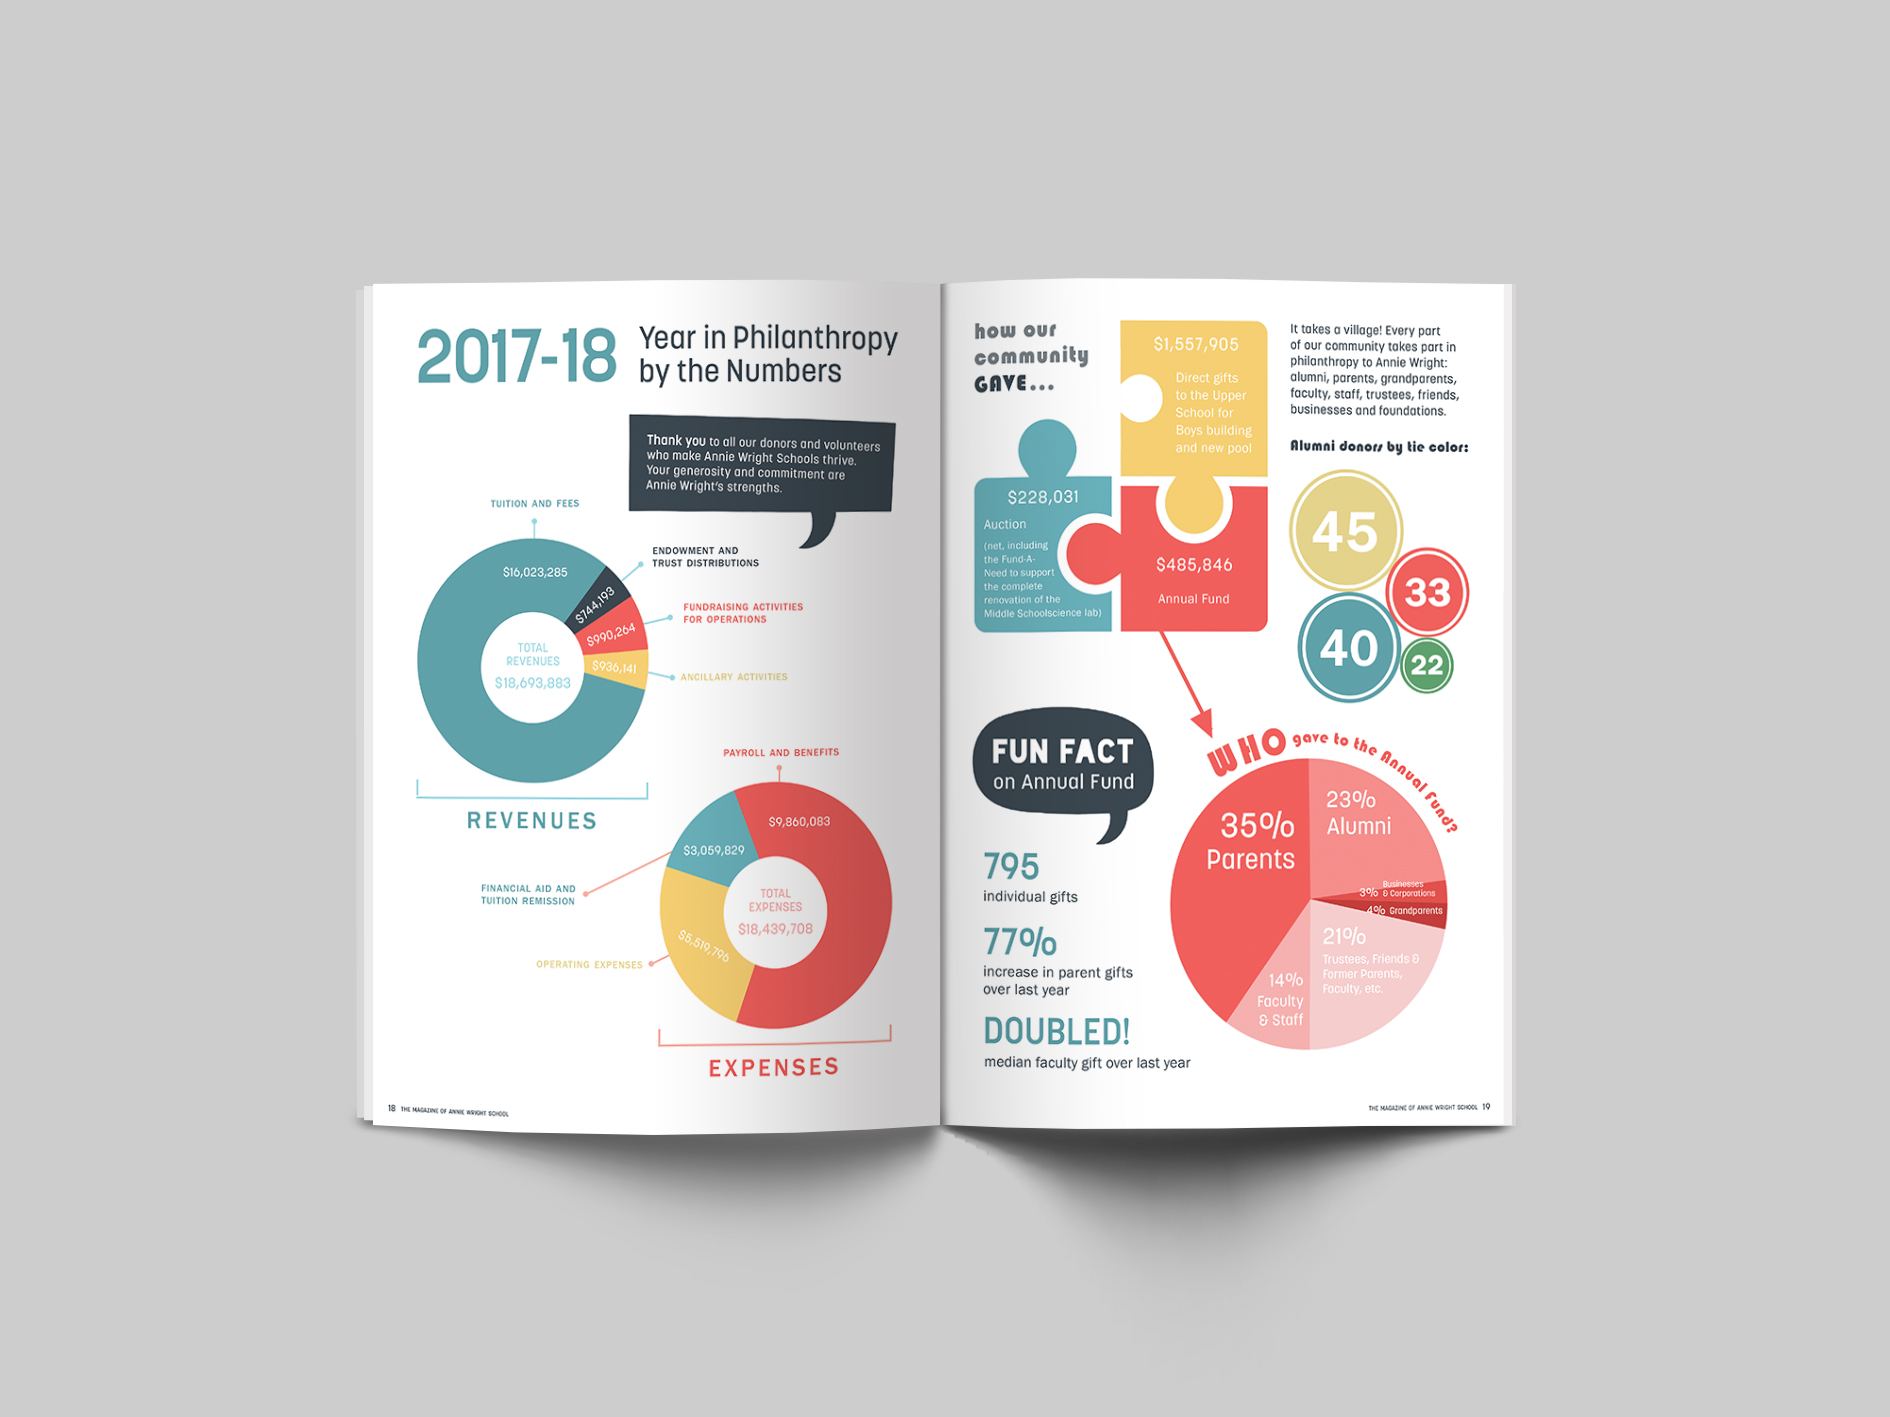 2017-18
Year in Philanthropy
by the Numbers
Thank you to all our donors and volunteers
who make Annie Wright Schools thrive.
Your generosity and commitment are
Annie Wright's strengths.
TUITION AND FEES
$16,023,285
ENDOWMENT AND
TRUST DISTRIBUTIONS
$744,193
FUNDRAISING ACTIVITIES
FOR OPERATIONS
$990,264
ANCILLARY ACTIVITIES
$936,141
TOTAL
REVENUES
$18,693,883
REVENUES
PAYROLL AND BENEFITS
$9,860,083
$3,059,829
FINANCIAL AID AND
TUITION REMISSION
OPERATING EXPENSES
$5,519,796
TOTAL
EXPENSES
$18,439,708
EXPENSES
18 THE MAGAZINE OF ANNIE WRIGHT SCHOOL
how our
community
GAVE...
$1,557,905
Direct gifts
to the Upper
School for
Boys building
and new pool
$228,031
Auction
(net, including
the Fund-A-
Need to support
the complete
renovation of the
Middle Schoolscience lab)
$485,846
Annual Fund
It takes a village! Every part
of our community takes part in
philanthropy to Annie Wright:
alumni, parents, grandparents,
faculty, staff, trustees, friends,
businesses and foundations.
Alumni donors by tie color:
45
33
40
22
FUN FACT
on Annual Fund
795
individual gifts
77%
increase in parent gifts
over last year
DOUBLED!
median faculty gift over last year
WHO gave to the Annual Fund?
35%
Parents
23%
Alumni
3% Businesses
& Corporations
4% Grandparents
21%
Trustees, Friends &
Former Parents,
Faculty, etc.
14%
Faculty
& Staff
THE MAGAZINE OF ANNIE WRIGHT SCHOOL 19